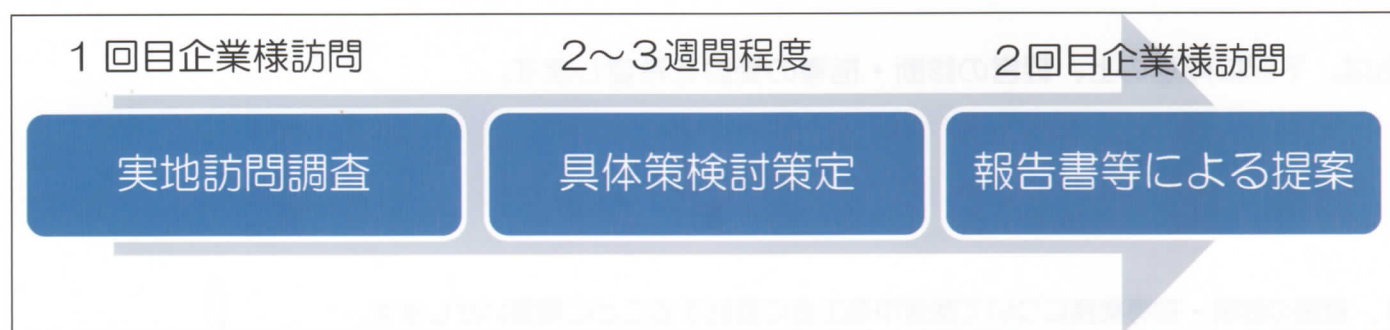 1回目企業様訪問
2～3週間程度
2回目企業様訪問
実地訪問調査
具体策検討策定
報告書等による提案